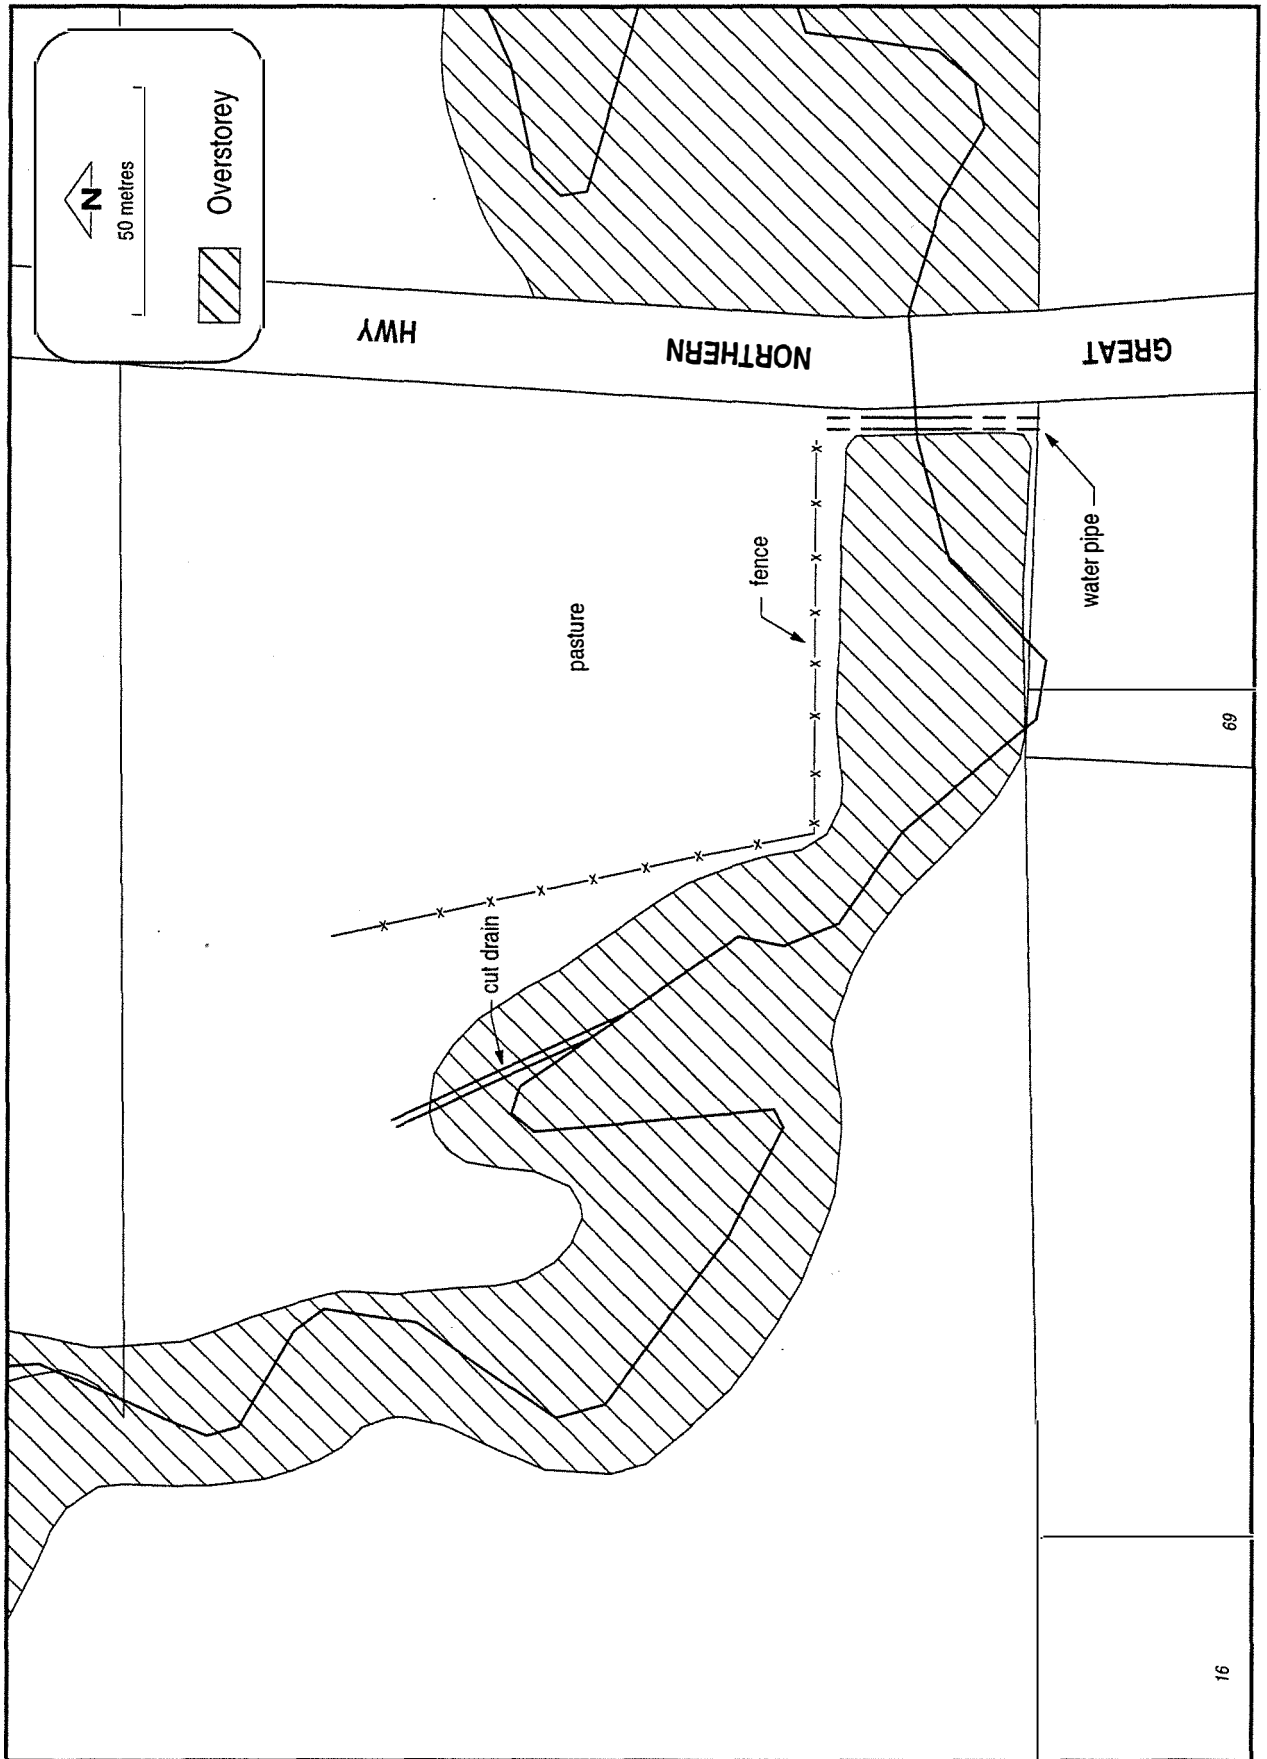 N
50 metres
Overstorey
HWY
NORTHERN
GREAT
pasture
fence
water pipe
cut drain
69
16